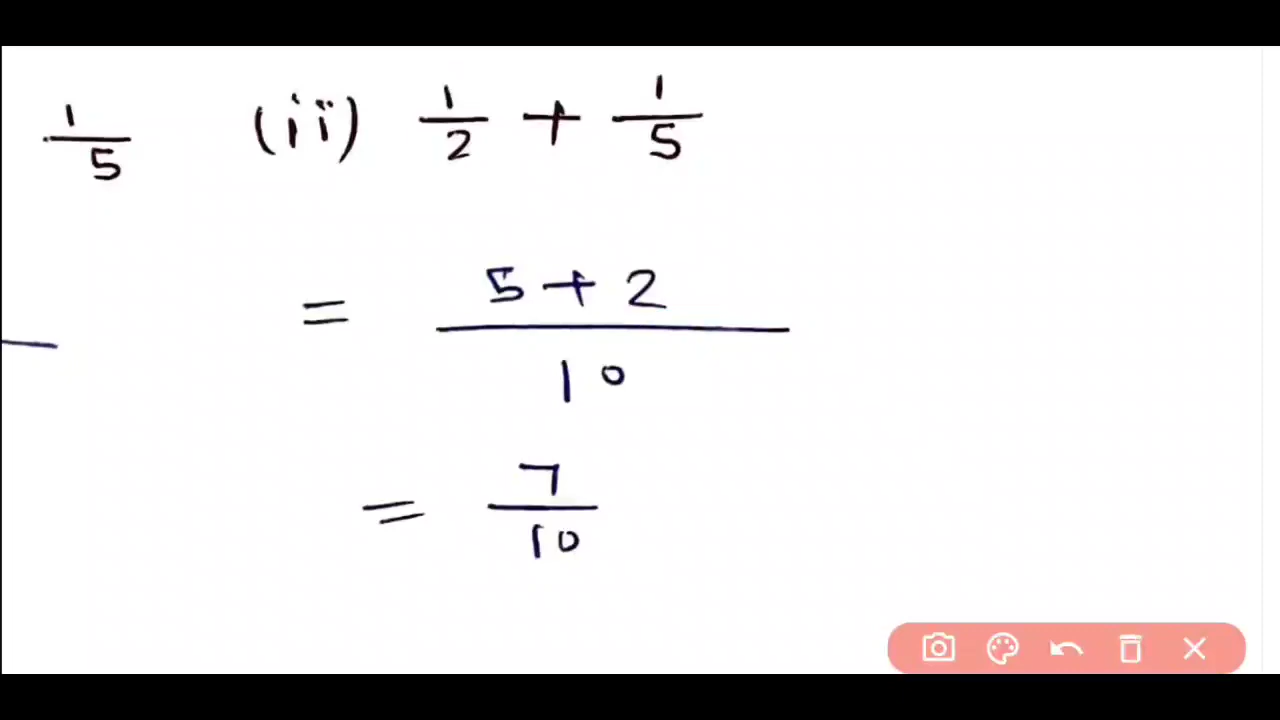 1/5 (ii) 1/2 + 1/5
= (5 + 2)/10
= 7/10